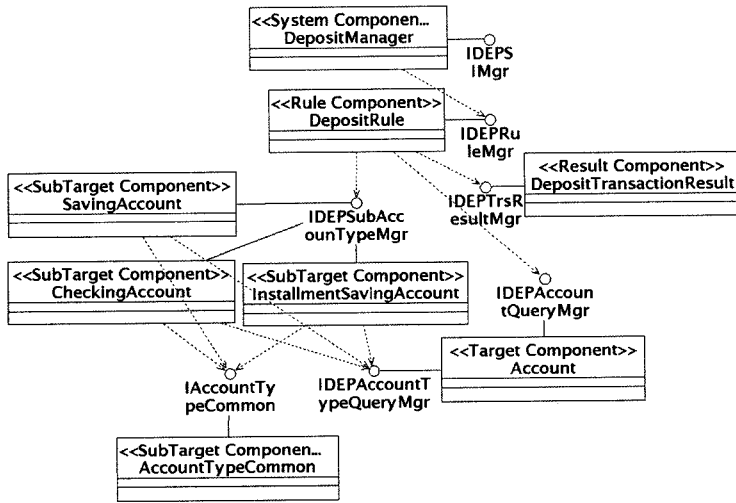 <<System Componen...
DepositManager
IDEPS
IMgr
<<Rule Component>>
DepositRule
IDEPRu
leMgr
<<Result Component>>
DepositTransactionResult
IDEPTrsR
esultMgr
<<SubTarget Component>>
SavingAccount
IDEPSubAcc
ounTypeMgr
<<SubTarget Component>>
CheckingAccount
<<SubTarget Component>>
InstallmentSavingAccount
IDEPAccoun
tQueryMgr
<<Target Component>>
Account
IAccountTy
peCommon
IDEPAccountT
ypeQueryMgr
<<SubTarget Componen...
AccountTypeCommon